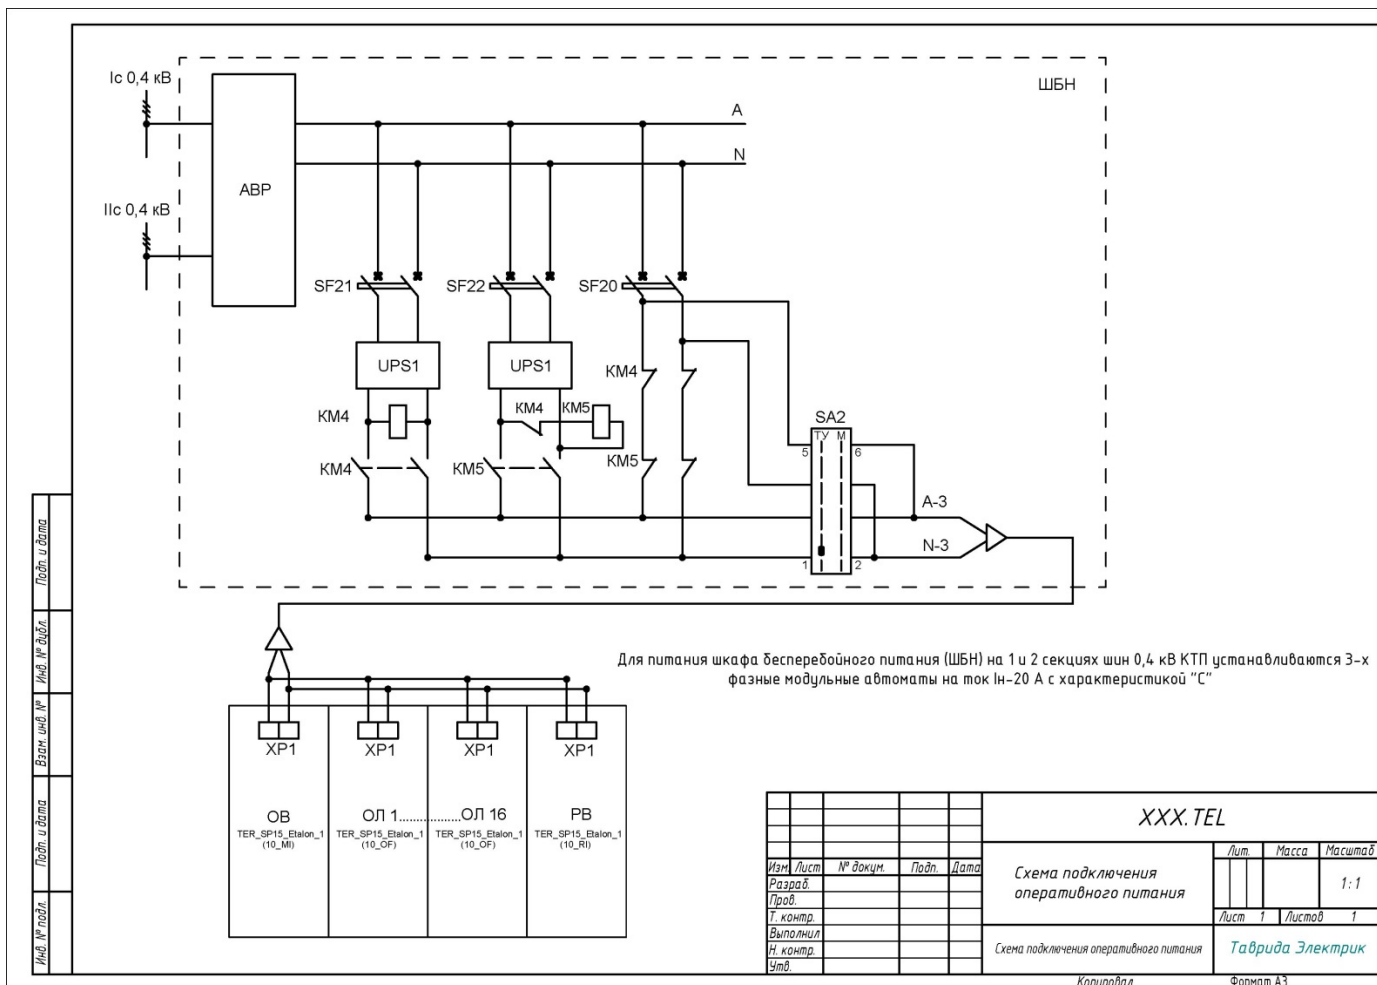 Iс 0,4 кВ
ШБН
A
N
АВР
IIс 0,4 кВ
SF21
SF22
SF20
UPS1
UPS1
КМ4
КМ4
КМ4
КМ5
SA2
ТУ М
5
6
КМ4
КМ5
КМ5
A-3
N-3
1
2
Для питания шкафа бесперебойного питания (ШБН) на 1 и 2 секциях шин 0,4 кВ КТП устанавливаются 3-х
фазные модульные автоматы на ток Iн-20 А с характеристикой "С"
XP1
XP1
XP1
XP1
ОВ
ОЛ 1..................ОЛ 16
РВ
TER_SP15_Etalon_1
(10_MI)
TER_SP15_Etalon_1
(10_OF)
TER_SP15_Etalon_1
(10_OF)
TER_SP15_Etalon_1
(10_RI)
Подп. и дата
Инв. № дубл.
Взам. инв. №
Подп. и дата
Инв. № подл.
XXX.TEL
Изм. Лист № докум. Подп. Дата
Разраб.
Пров.
Т. контр.
Выполнил
Н. контр.
Утв.
Схема подключения
оперативного питания
Лит. Масса Масштаб
1:1
Лист 1 Листов 1
Схема подключения оперативного питания
Таврида Электрик
Копировал
Формат А3